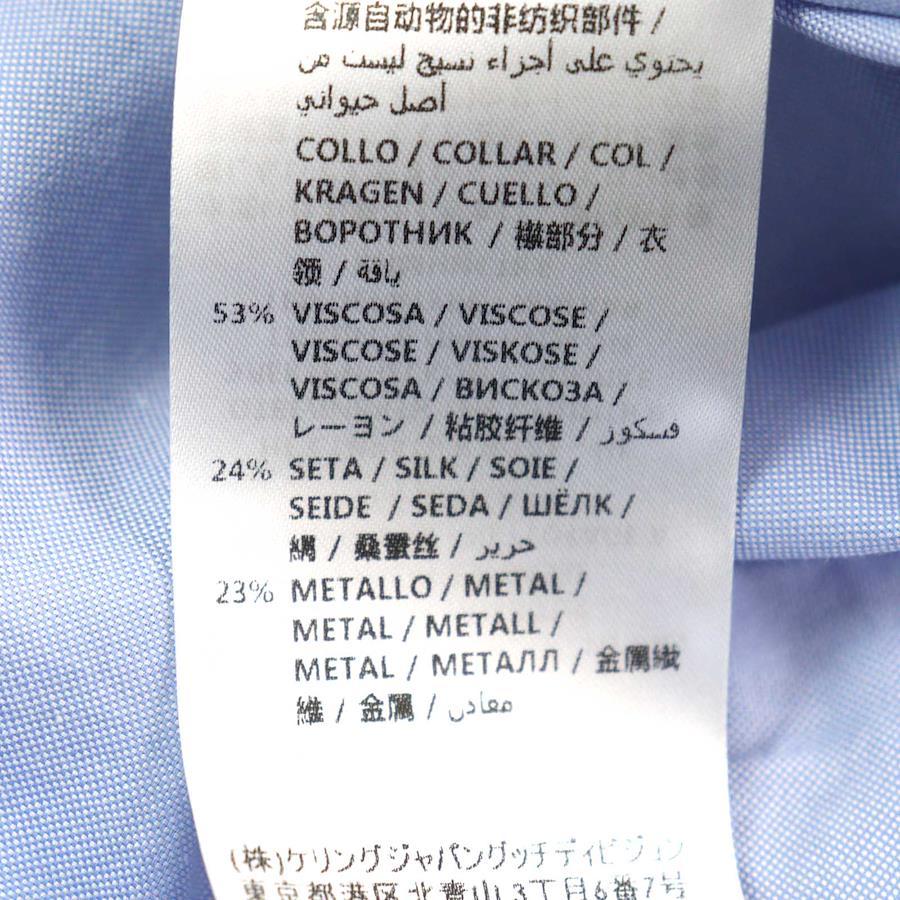 含源自动物的非纺织部件 /
يحتوي على أجزاء نسيج ليست من
أصل حيواني
COLLO / COLLAR / COL /
KRAGEN / CUELLO /
ВОРОТНИК / 襟部分 / 衣
领 / ياقة
53% VISCOSA / VISCOSE /
VISCOSE / VISKOSE /
VISCOSA / ВИСКОЗА /
レーヨン / 粘胶纤维 / فسكوز
24% SETA / SILK / SOIE /
SEIDE / SEDA / ШЁЛК /
絹 / 桑蚕丝 / حرير
23% METALLO / METAL /
METAL / METALL /
METAL / МЕТАЛЛ / 金属繊
維 / 金属 / معادن
(株)ケリングジャパングッチディビジョン
東京都港区北青山3丁目6番7号